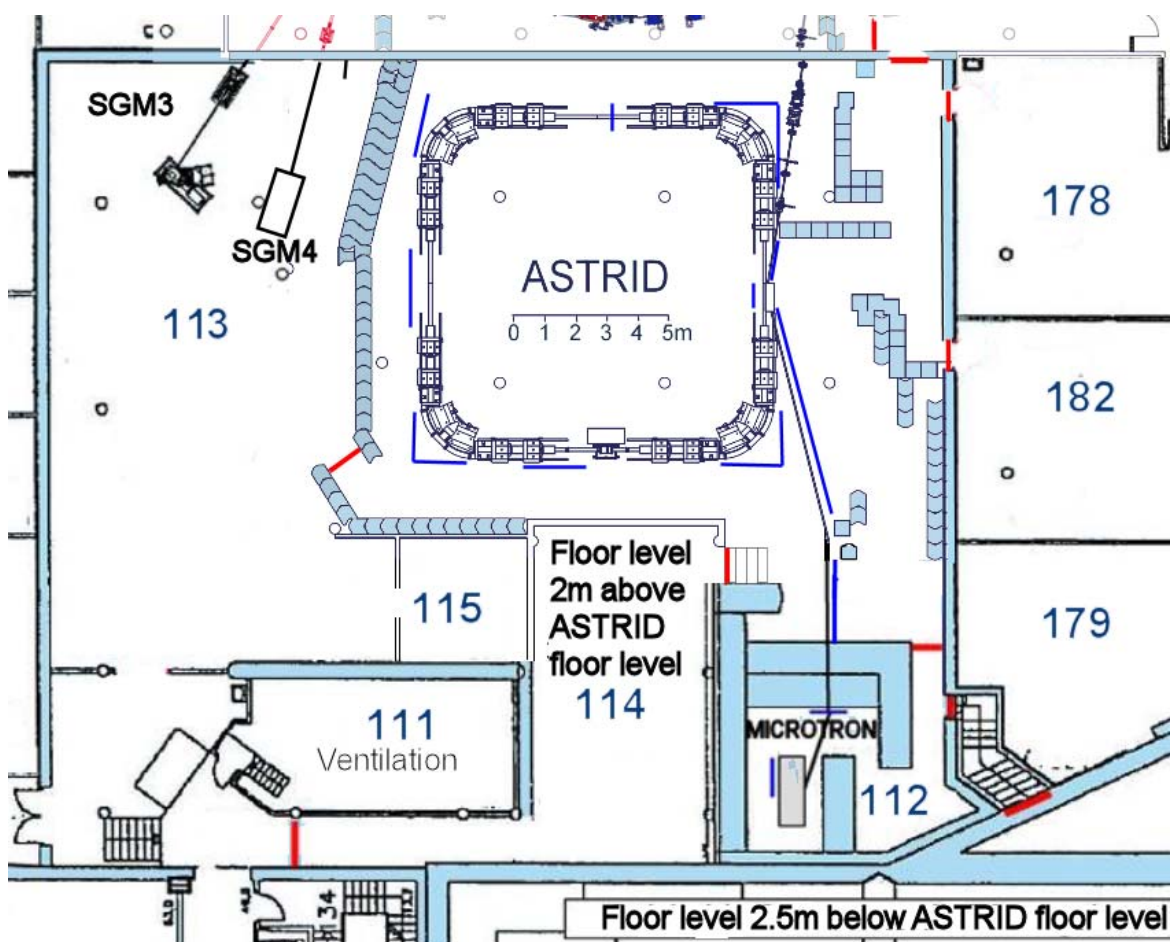 SGM3
178
SGM4
ASTRID
113
0 1 2 3 4 5m
182
Floor level
2m above
ASTRID
floor level
115
179
114
111
Ventilation
MICROTRON
112
134
Floor level 2.5m below ASTRID floor level